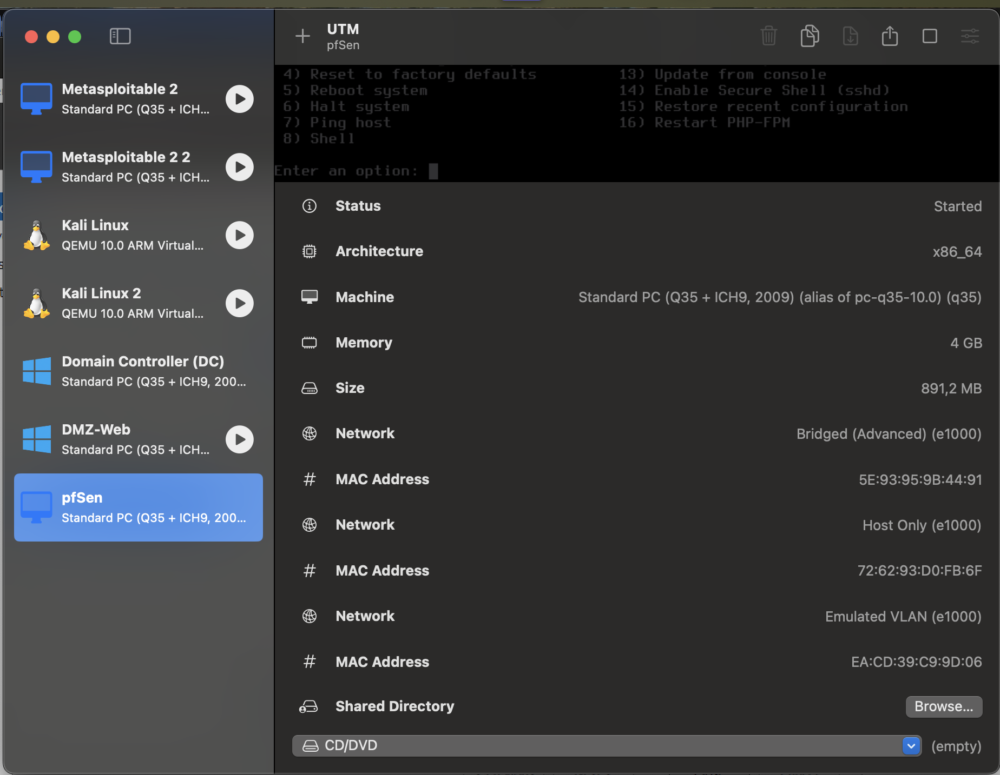 UTM
pfSen
Metasploitable 2
Standard PC (Q35 + ICH...
Metasploitable 2 2
Standard PC (Q35 + ICH...
Kali Linux
QEMU 10.0 ARM Virtual...
Kali Linux 2
QEMU 10.0 ARM Virtual...
Domain Controller (DC)
Standard PC (Q35 + ICH9, 200...
DMZ-Web
Standard PC (Q35 + ICH...
pfSen
Standard PC (Q35 + ICH9, 200...
4) Reset to factory defaults 13) Update from console
5) Reboot system 14) Enable Secure Shell (sshd)
6) Halt system 15) Restore recent configuration
7) Ping host 16) Restart PHP-FPM
8) Shell
Enter an option:
Status Started
Architecture x86_64
Machine Standard PC (Q35 + ICH9, 2009) (alias of pc-q35-10.0) (q35)
Memory 4 GB
Size 891,2 MB
Network Bridged (Advanced) (e1000)
# MAC Address 5E:93:95:9B:44:91
Network Host Only (e1000)
# MAC Address 72:62:93:D0:FB:6F
Network Emulated VLAN (e1000)
# MAC Address EA:CD:39:C9:9D:06
Shared Directory Browse...
CD/DVD (empty)